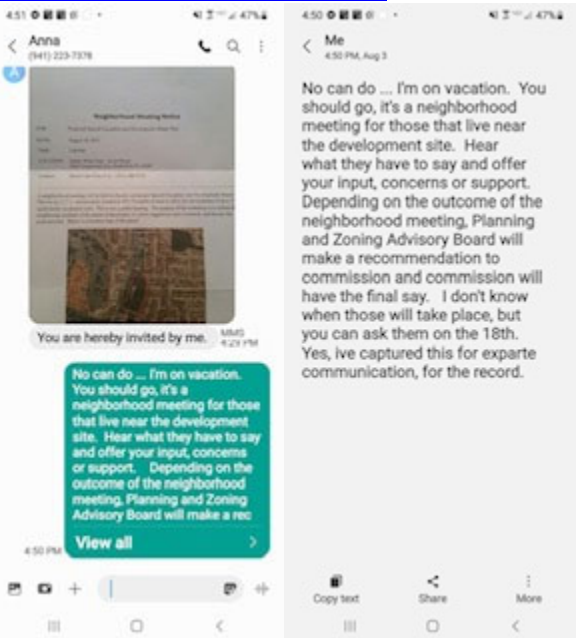 4:51
47%
Anna
(941) 223-7378
A
Neighborhood Meeting Notice
You are hereby invited by me.
MMS
4:29 PM
No can do ... I'm on vacation.
You should go, it's a
neighborhood meeting for those
that live near the development
site. Hear what they have to say
and offer your input, concerns
or support. Depending on the
outcome of the neighborhood
meeting, Planning and Zoning
Advisory Board will make a rec
View all
4:50 PM
4:50
47%
Me
4:50 PM, Aug 3
No can do ... I'm on vacation. You
should go, it's a neighborhood
meeting for those that live near
the development site. Hear
what they have to say and offer
your input, concerns or support.
Depending on the outcome of the
neighborhood meeting, Planning
and Zoning Advisory Board will
make a recommendation to
commission and commission will
have the final say. I don't know
when those will take place, but
you can ask them on the 18th.
Yes, ive captured this for exparte
communication, for the record.
Copy text
Share
More